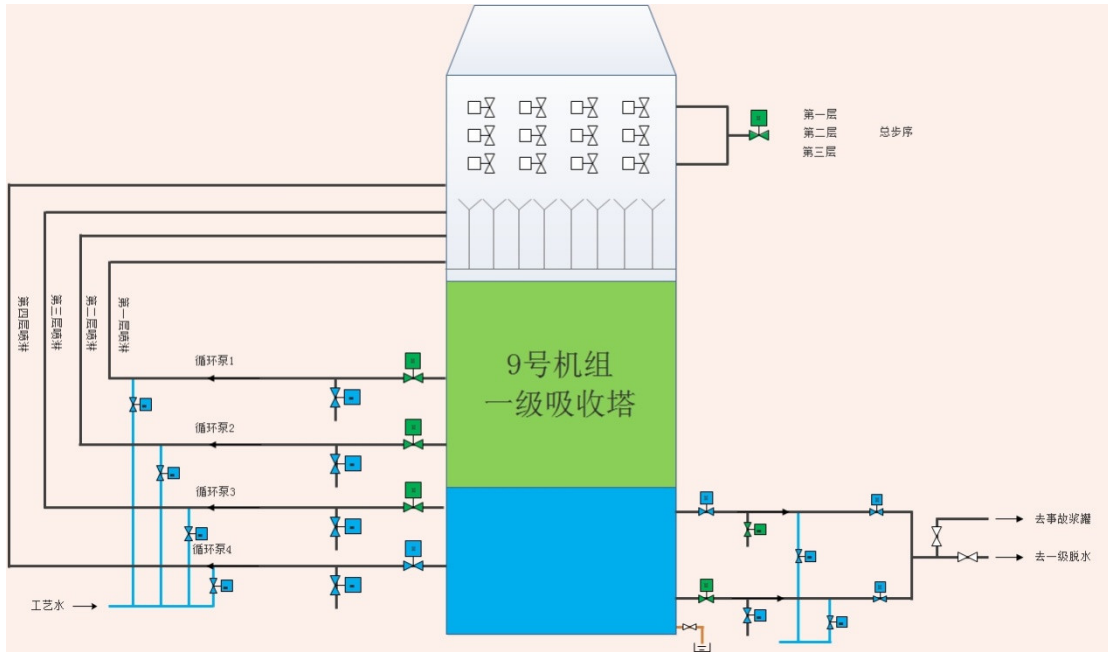 第一层
第二层
总步序
第三层
第四层喷淋
第三层喷淋
第二层喷淋
第一层喷淋
循环泵1
9号机组
一级吸收塔
循环泵2
循环泵3
去事故浆罐
循环泵4
去一级脱水
工艺水